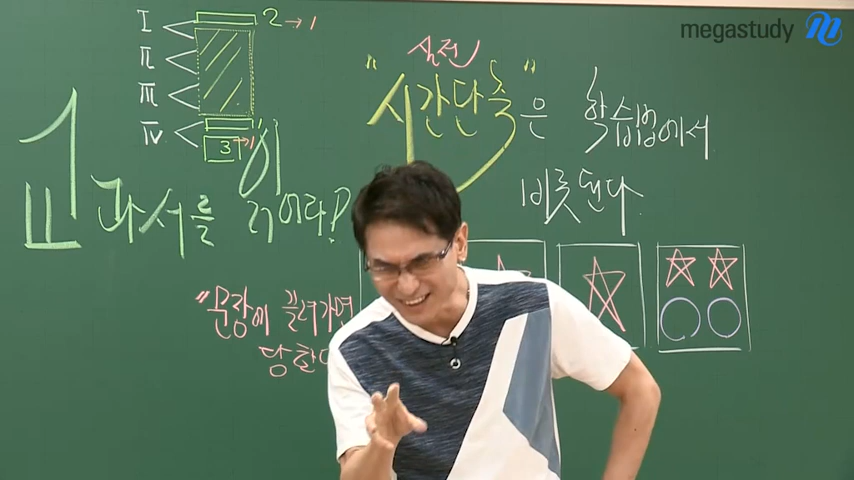 megastudy
I
II
III
IV
2 → 1
3 → 1
실전
"시간단축"은 학습법에서
비롯된다
교과서를
"문장에 끌려가면
당한다